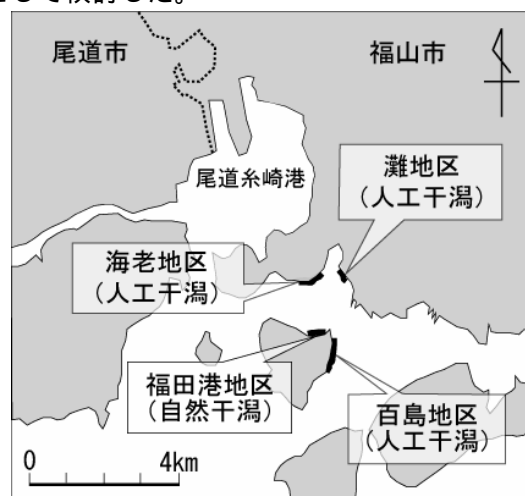 として検討した。
尾道市
福山市
尾道糸崎港
灘地区
(人工干潟)
海老地区
(人工干潟)
福田港地区
(自然干潟)
百島地区
(人工干潟)
0 4km